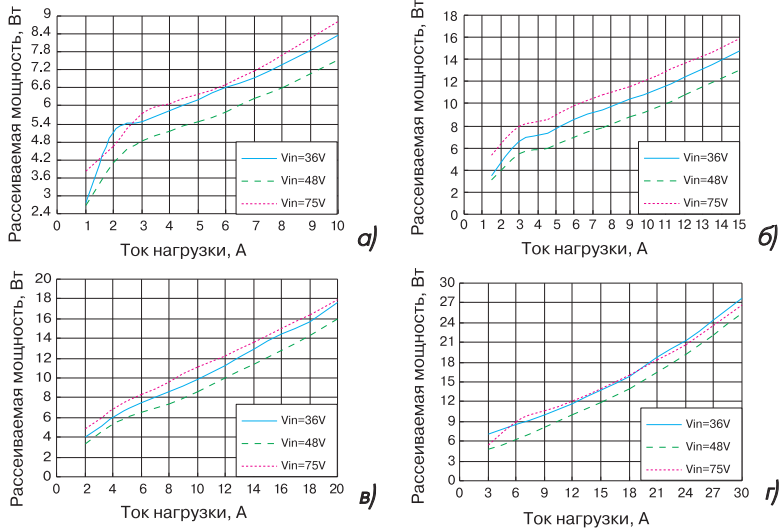 Рассеиваемая мощность, Вт
9
8.4
7.8
7.2
6.6
6
5.4
4.8
4.2
3.6
3
2.4
0 1 2 3 4 5 6 7 8 9 10
Vin=36V
Vin=48V
Vin=75V
Ток нагрузки, А
а)
Рассеиваемая мощность, Вт
18
16
14
12
10
8
6
4
2
0
0 1 2 3 4 5 6 7 8 9 10 11 12 13 14 15
Vin=36V
Vin=48V
Vin=75V
Ток нагрузки, А
б)
Рассеиваемая мощность, Вт
20
18
16
14
12
10
8
6
4
2
0
0 2 4 6 8 10 12 14 16 18 20
Vin=36V
Vin=48V
Vin=75V
Ток нагрузки, А
в)
Рассеиваемая мощность, Вт
30
27
24
21
18
15
12
9
6
3
0
0 3 6 9 12 15 18 21 24 27 30
Vin=36V
Vin=48V
Vin=75V
Ток нагрузки, А
г)